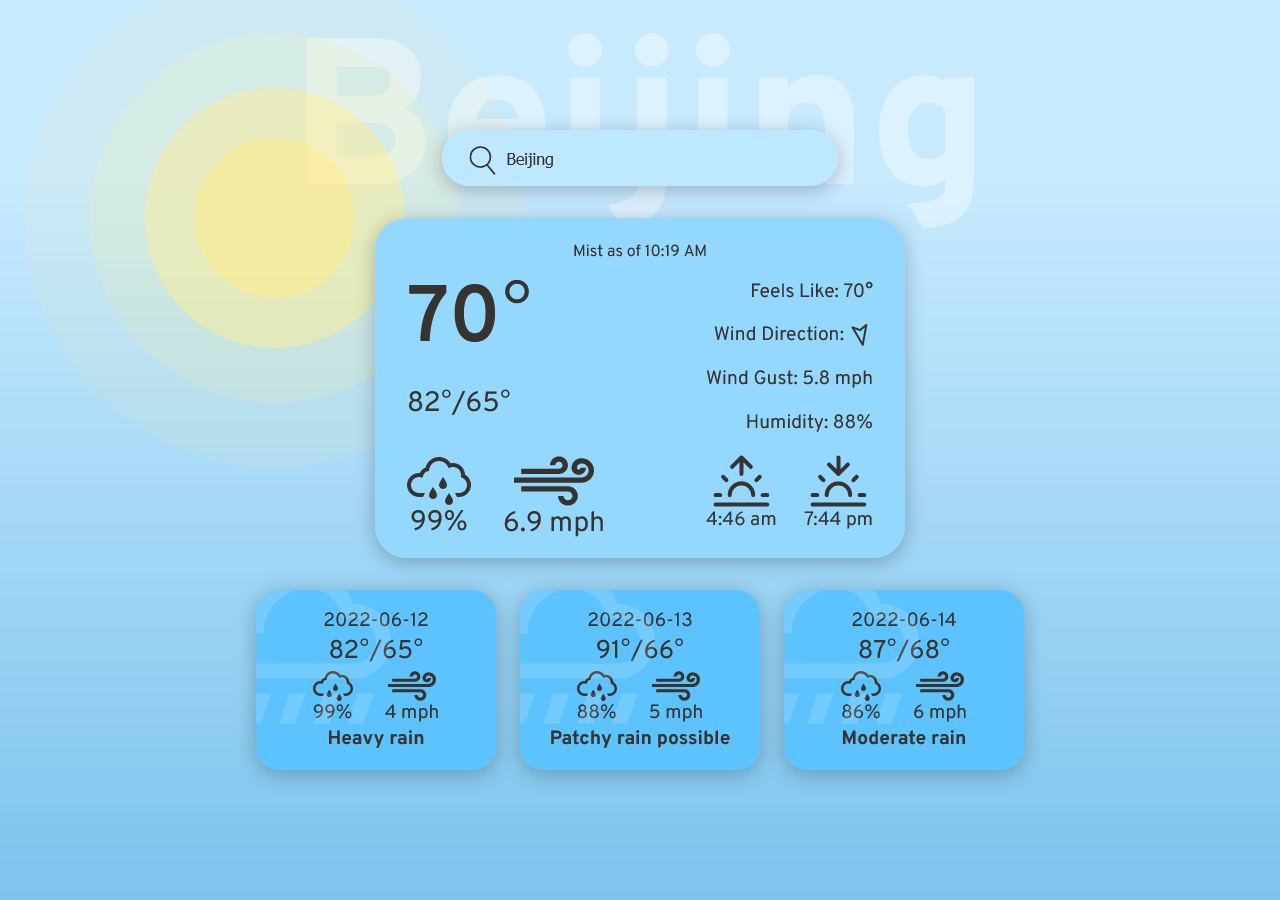 Beijing
Beijing
Mist as of 10:19 AM
70°
Feels Like: 70°
Wind Direction:
82°/65°
Wind Gust: 5.8 mph
Humidity: 88%
99%
6.9 mph
4:46 am
7:44 pm
2022-06-12
82°/65°
99%
4 mph
Heavy rain
2022-06-13
91°/66°
88%
5 mph
Patchy rain possible
2022-06-14
87°/68°
86%
6 mph
Moderate rain